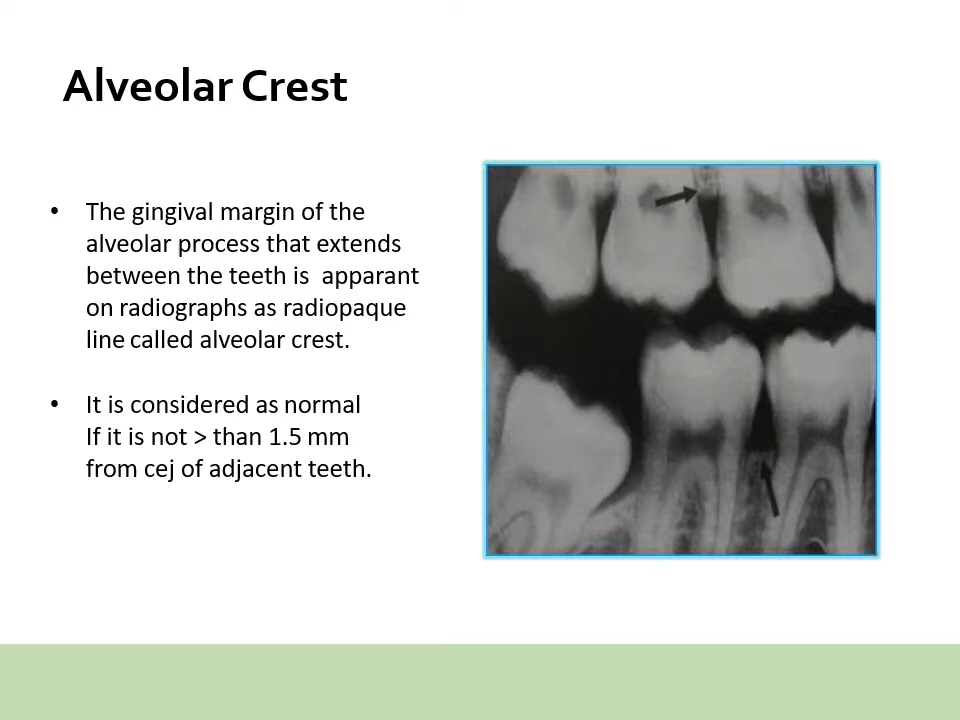 Alveolar Crest
• The gingival margin of the
alveolar process that extends
between the teeth is  apparant
on radiographs as radiopaque
line called alveolar crest.
• It is considered as normal
If it is not > than 1.5 mm
from cej of adjacent teeth.